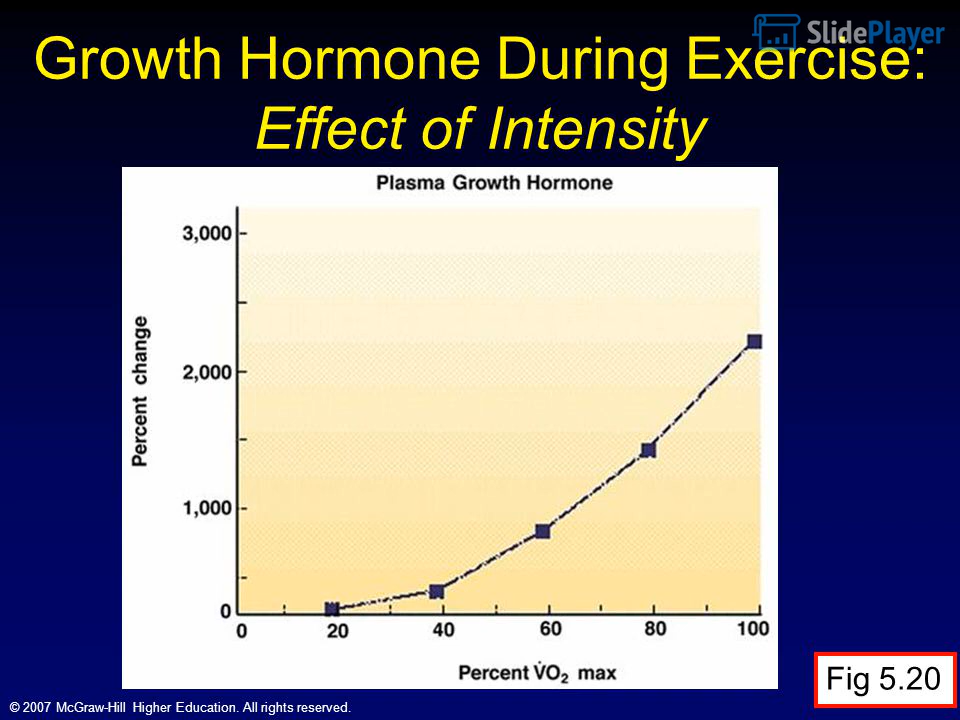 SlidePlayer
Growth Hormone During Exercise:
Effect of Intensity
Plasma Growth Hormone
3,000
2,000
1,000
0
Percent change
0 20 40 60 80 100
Percent V̇O₂ max
Fig 5.20
© 2007 McGraw-Hill Higher Education. All rights reserved.